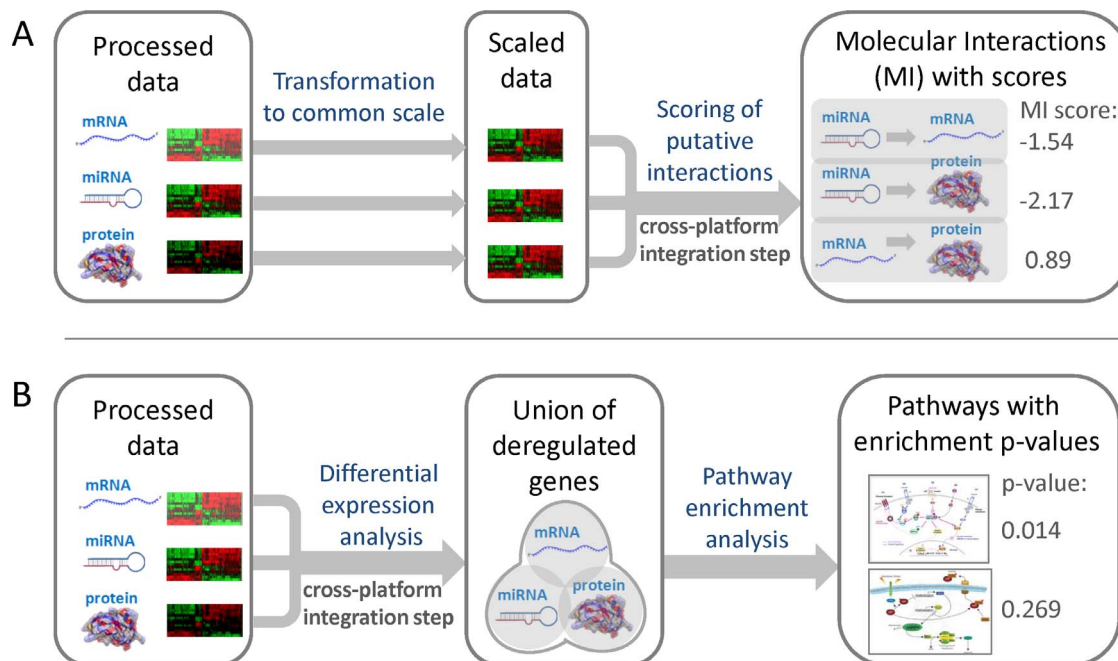 A
Processed
data
mRNA
miRNA
protein
Transformation
to common scale
Scaled
data
Scoring of
putative
interactions
cross-platform
integration step
Molecular Interactions
(MI) with scores
MI score:
miRNA
mRNA
-1.54
miRNA
protein
-2.17
mRNA
protein
0.89
B
Processed
data
mRNA
miRNA
protein
Differential
expression
analysis
cross-platform
integration step
Union of
deregulated
genes
mRNA
miRNA
protein
Pathway
enrichment
analysis
Pathways with
enrichment p-values
p-value:
0.014
0.269